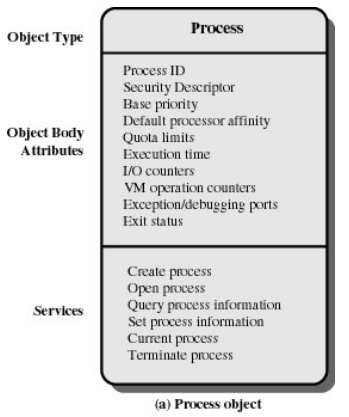 Object Type
Process
Object Body
Attributes
Process ID
Security Descriptor
Base priority
Default processor affinity
Quota limits
Execution time
I/O counters
VM operation counters
Exception/debugging ports
Exit status
Services
Create process
Open process
Query process information
Set process information
Current process
Terminate process
(a) Process object